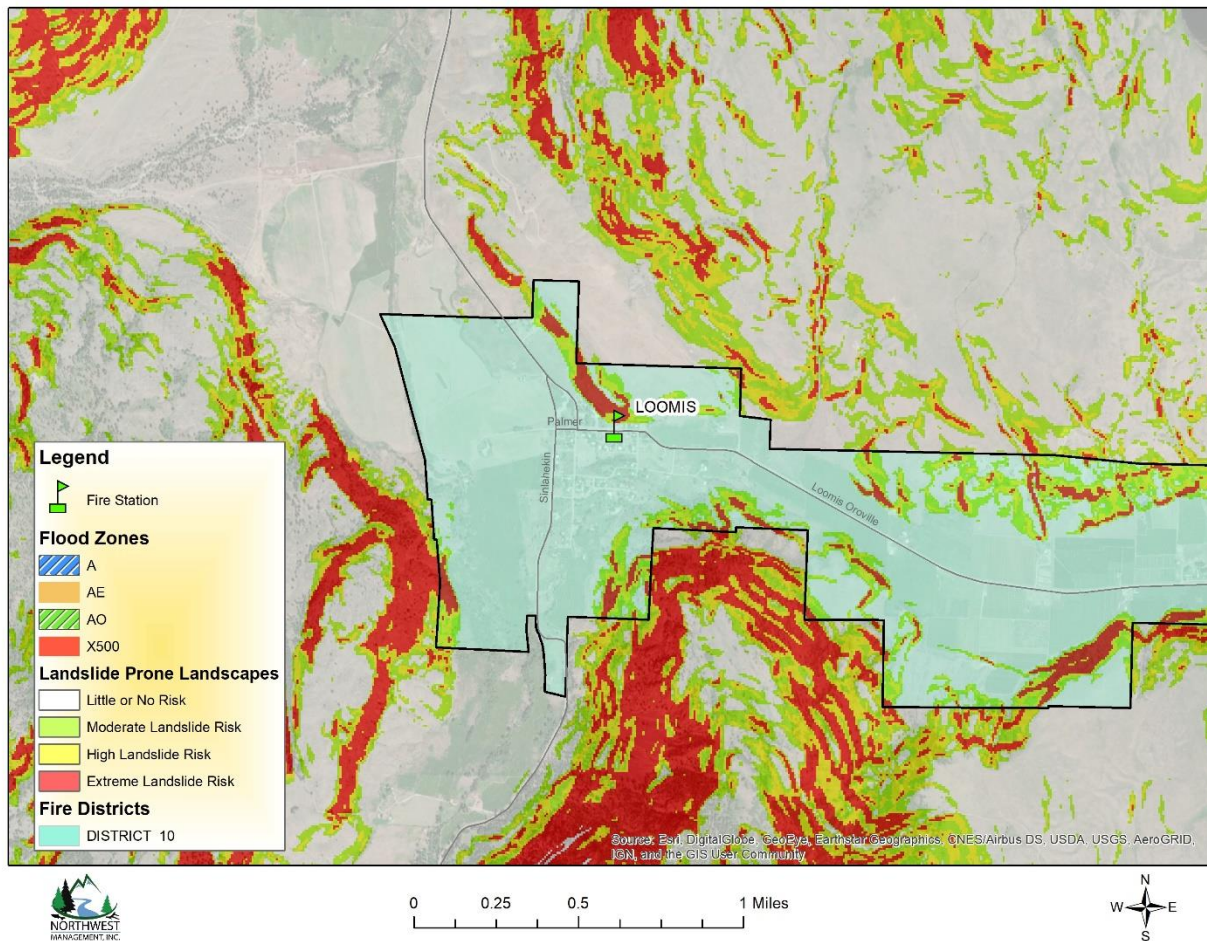 LOOMIS
Palmer
Sinlahekin
Loomis Oroville
Legend
Fire Station
Flood Zones
A
AE
AO
X500
Landslide Prone Landscapes
Little or No Risk
Moderate Landslide Risk
High Landslide Risk
Extreme Landslide Risk
Fire Districts
DISTRICT 10
Source: Esri, DigitalGlobe, GeoEye, Earthstar Geographics, CNES/Airbus DS, USDA, USGS, AeroGRID,
IGN, and the GIS User Community
NORTHWEST
MANAGEMENT, INC.
0 0.25 0.5 1 Miles
N
W E
S